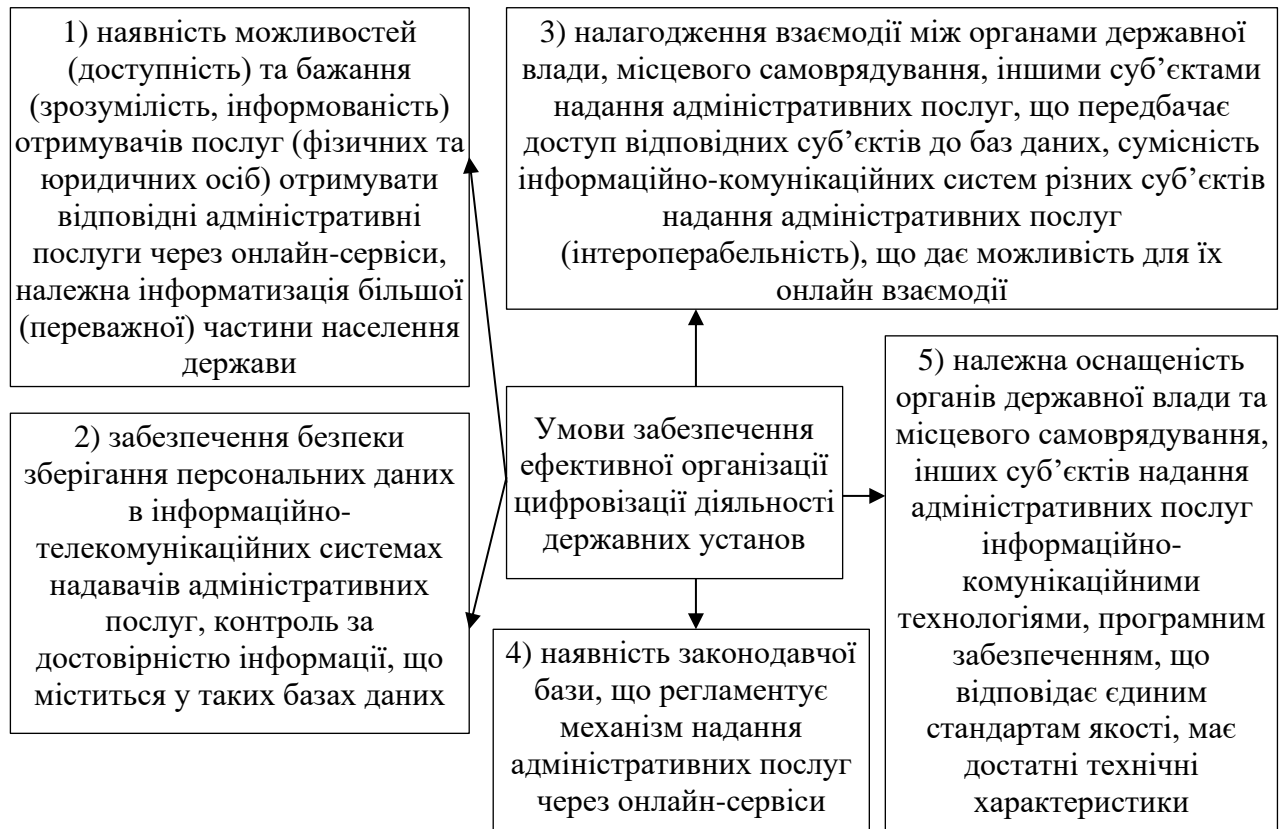 1) наявність можливостей
(доступність) та бажання
(зрозумілість, інформованість)
отримувачів послуг (фізичних та
юридичних осіб) отримувати
відповідні адміністративні
послуги через онлайн-сервіси,
належна інформатизація більшої
(переважної) частини населення
держави
2) забезпечення безпеки
зберігання персональних даних
в інформаційно-
телекомунікаційних системах
надавачів адміністративних
послуг, контроль за
достовірністю інформації, що
міститься у таких базах даних
3) налагодження взаємодії між органами державної
влади, місцевого самоврядування, іншими суб’єктами
надання адміністративних послуг, що передбачає
доступ відповідних суб’єктів до баз даних, сумісність
інформаційно-комунікаційних систем різних суб’єктів
надання адміністративних послуг
(інтероперабельність), що дає можливість для їх
онлайн взаємодії
Умови забезпечення
ефективної організації
цифровізації діяльності
державних установ
4) наявність законодавчої
бази, що регламентує
механізм надання
адміністративних послуг
через онлайн-сервіси
5) належна оснащеність
органів державної влади та
місцевого самоврядування,
інших суб’єктів надання
адміністративних послуг
інформаційно-
комунікаційними
технологіями, програмним
забезпеченням, що
відповідає єдиним
стандартам якості, має
достатні технічні
характеристики